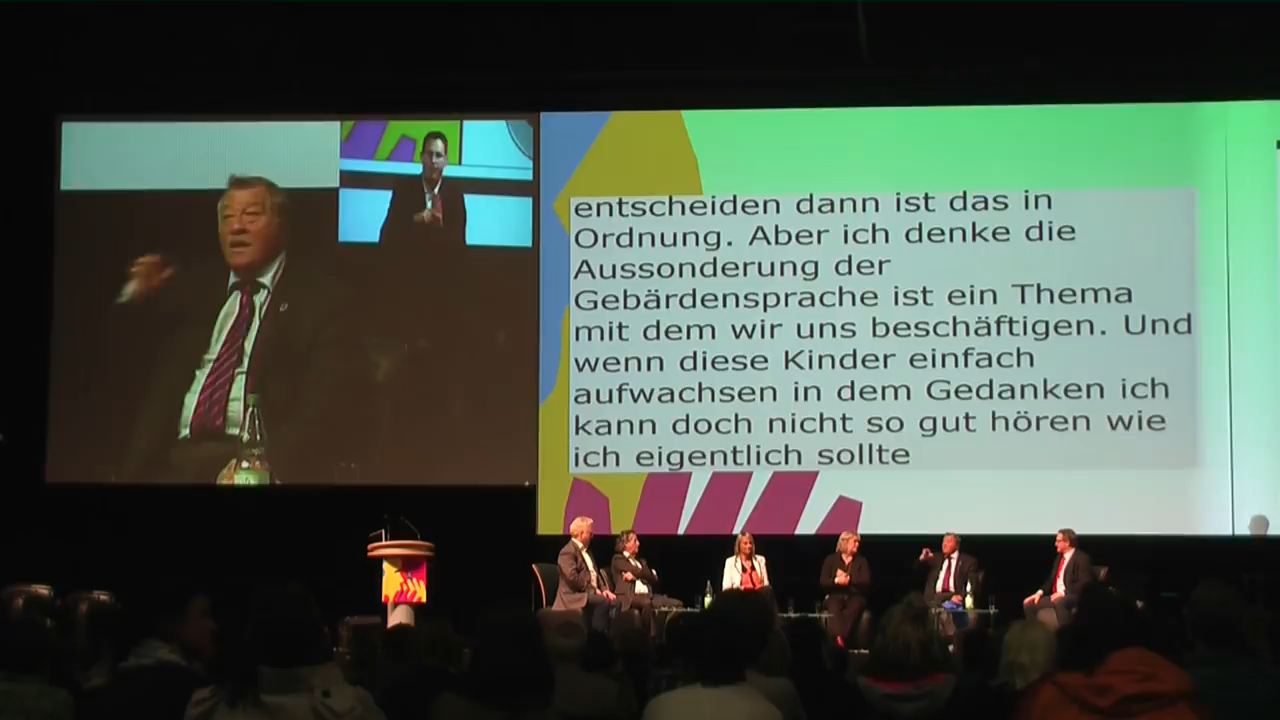 entscheiden dann ist das in
Ordnung. Aber ich denke die
Aussonderung der
Gebärdensprache ist ein Thema
mit dem wir uns beschäftigen. Und
wenn diese Kinder einfach
aufwachsen in dem Gedanken ich
kann doch nicht so gut hören wie
ich eigentlich sollte